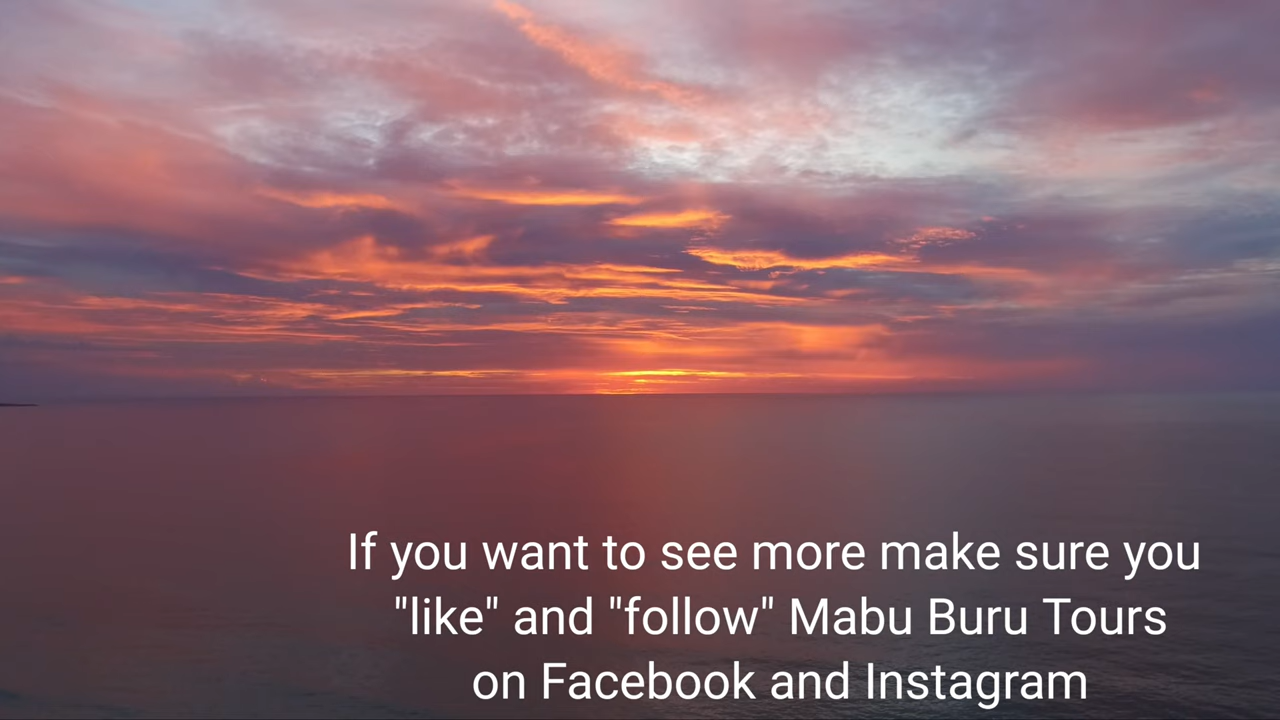 If you want to see more make sure you
"like" and "follow" Mabu Buru Tours
on Facebook and Instagram